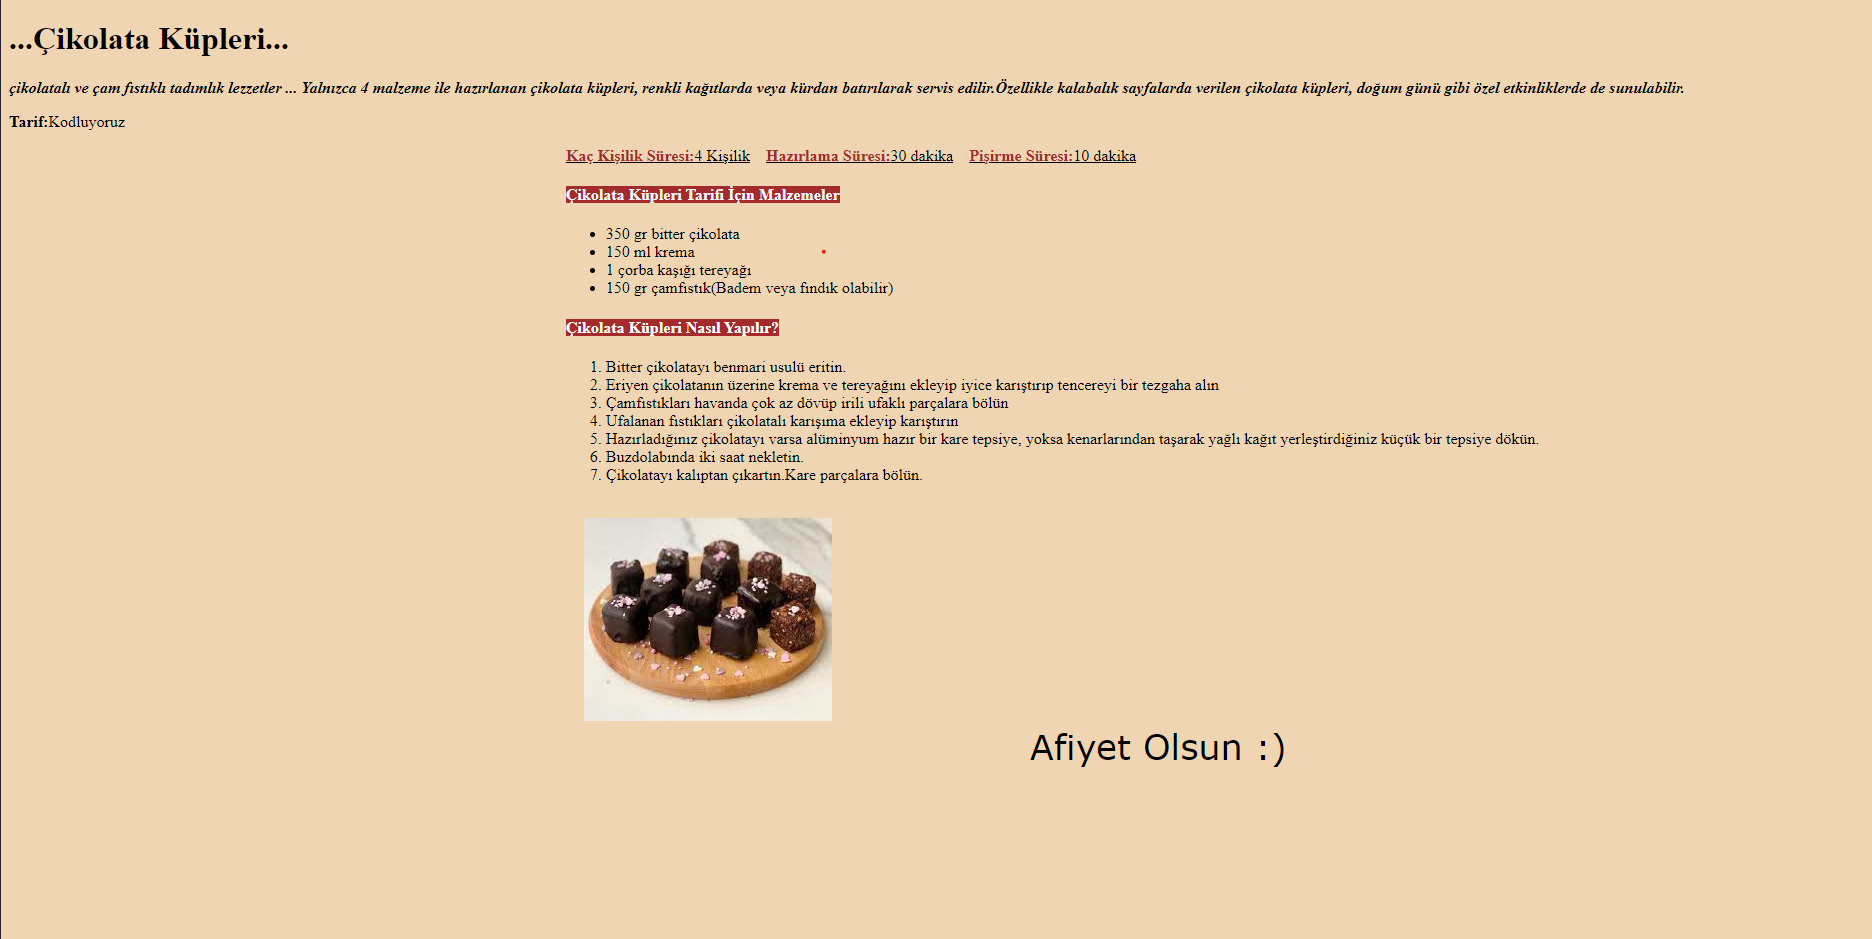 ...Çikolata Küpleri...
çikolatalı ve çam fıstıklı tadımlık lezzetler ... Yalnızca 4 malzeme ile hazırlanan çikolata küpleri, renkli kağıtlarda veya kürdan batırılarak servis edilir.Özellikle kalabalık sayfalarda verilen çikolata küpleri, doğum günü gibi özel etkinliklerde de sunulabilir.
Tarif:Kodluyoruz
Kaç Kişilik Süresi:4 Kişilik Hazırlama Süresi:30 dakika Pişirme Süresi:10 dakika
Çikolata Küpleri Tarifi İçin Malzemeler
• 350 gr bitter çikolata
• 150 ml krema
• 1 çorba kaşığı tereyağı
• 150 gr çamfıstık(Badem veya fındık olabilir)
Çikolata Küpleri Nasıl Yapılır?
1. Bitter çikolatayı benmari usulü eritin.
2. Eriyen çikolatanın üzerine krema ve tereyağını ekleyip iyice karıştırıp tencereyi bir tezgaha alın
3. Çamfıstıkları havanda çok az dövüp irili ufaklı parçalara bölün
4. Ufalanan fıstıkları çikolatalı karışıma ekleyip karıştırın
5. Hazırladığınız çikolatayı varsa alüminyum hazır bir kare tepsiye, yoksa kenarlarından taşarak yağlı kağıt yerleştirdiğiniz küçük bir tepsiye dökün.
6. Buzdolabında iki saat nekletin.
7. Çikolatayı kalıptan çıkartın.Kare parçalara bölün.
Afiyet Olsun :)